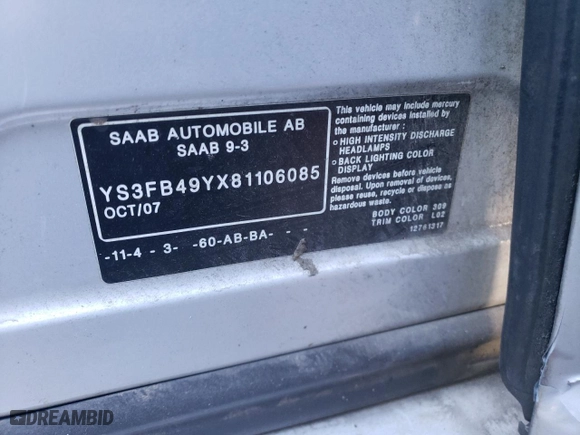 SAAB AUTOMOBILE AB
SAAB 9-3
YS3FB49YX81106085
OCT/07
-11-4 - 3- -60-AB-BA- - -
This vehicle may include mercury
containing devices installed by
the manufacturer :
○ HIGH INTENSITY DISCHARGE
HEADLAMPS
○ BACK LIGHTING COLOR
DISPLAY
Remove devices before vehicle
disposal. Upon removal of devices,
please reuse, recycle or dispose as
hazardous waste.
BODY COLOR 309
TRIM COLOR L02
12761317
DREAMBID